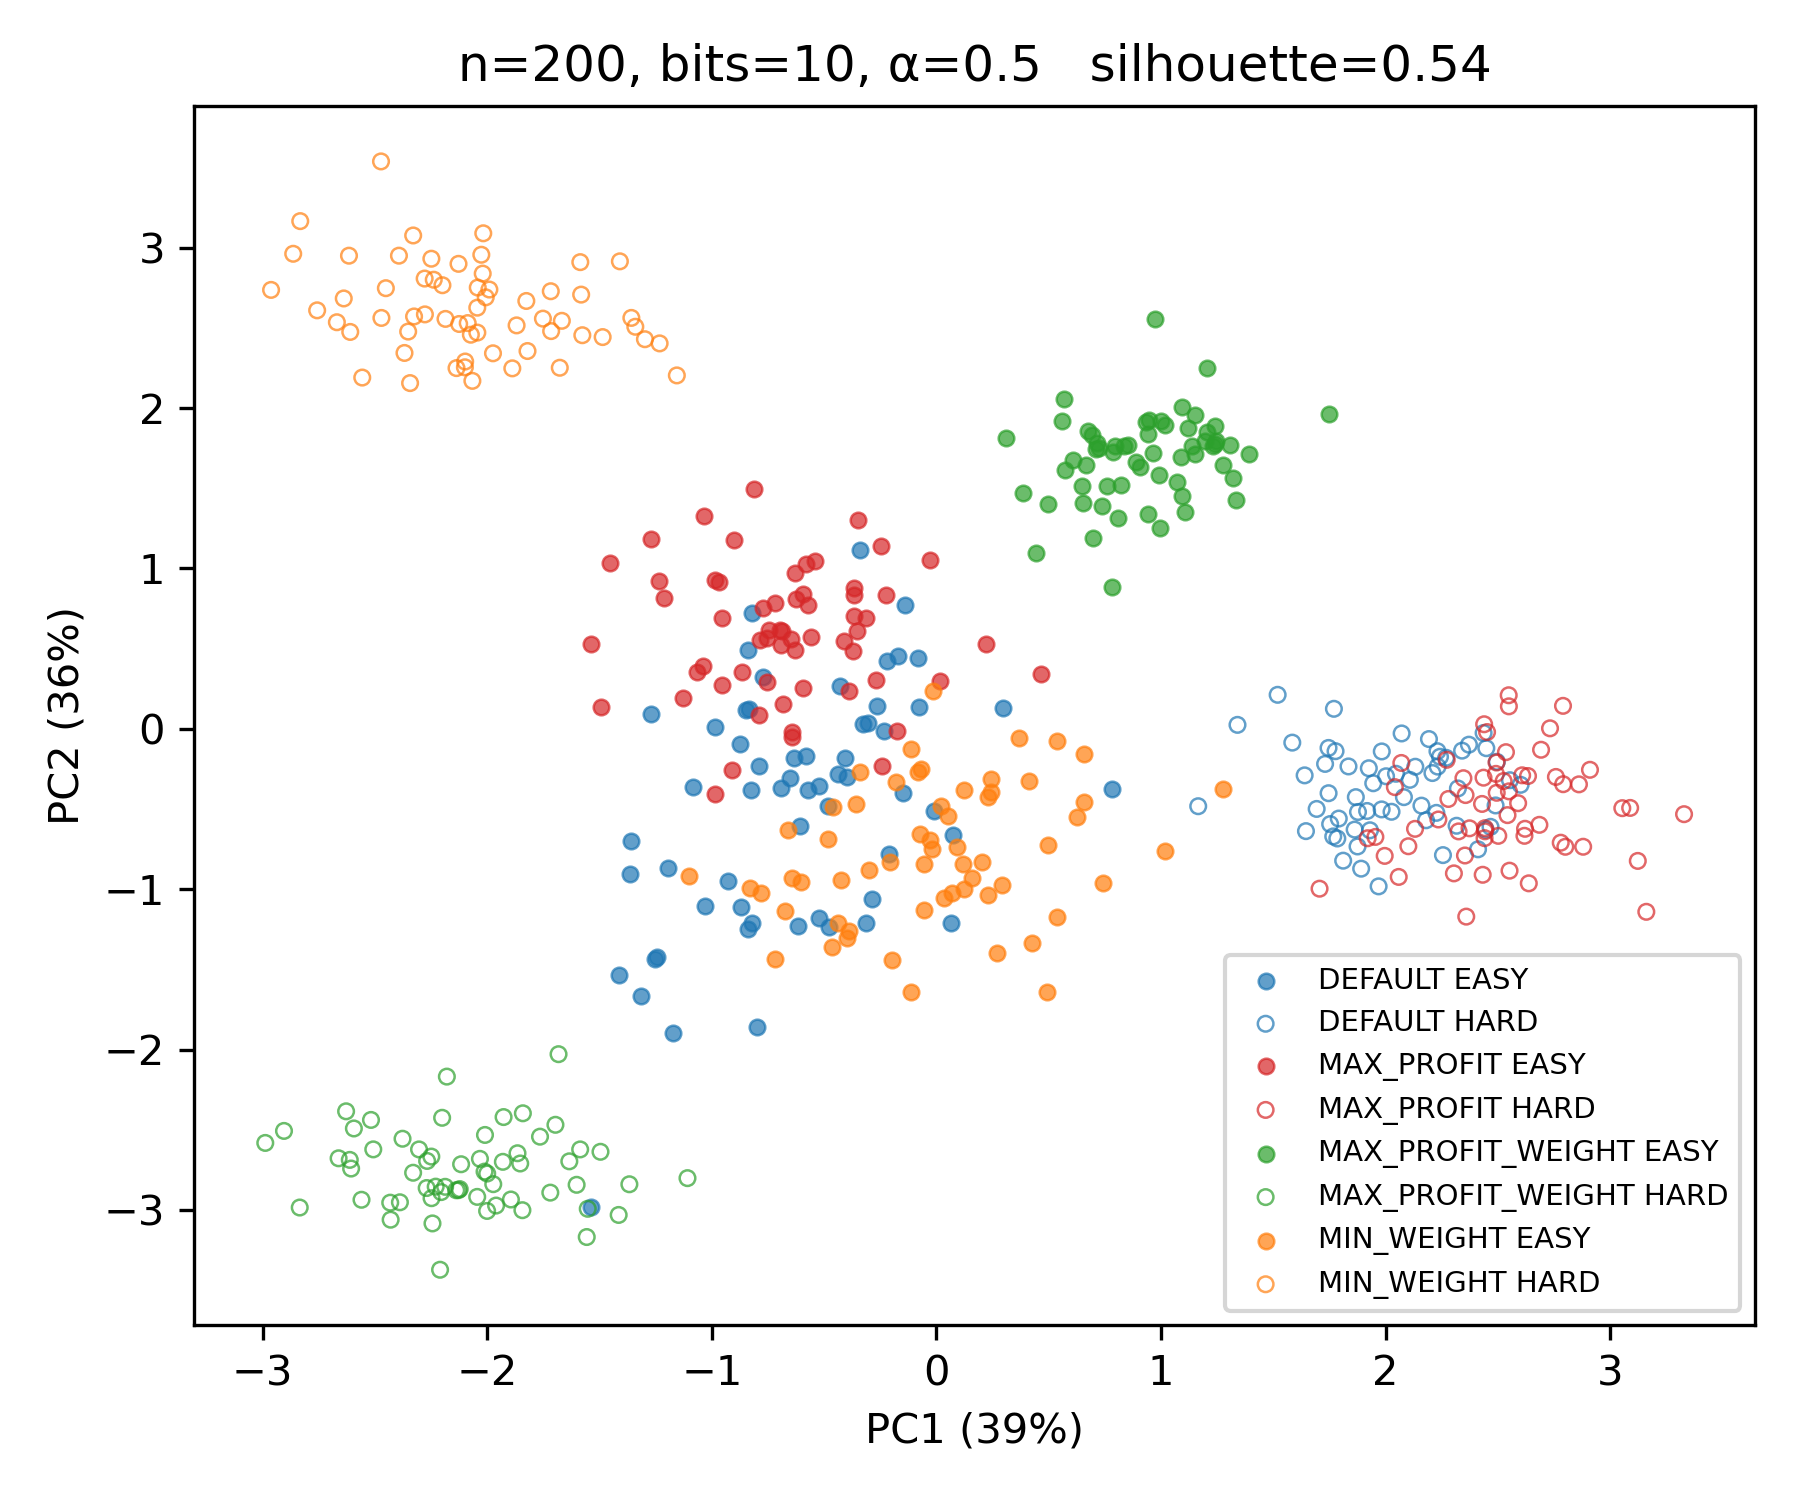 n=200, bits=10, α=0.5   silhouette=0.54
PC2 (36%)
3
2
1
0
−1
−2
−3
−3 −2 −1 0 1 2 3
PC1 (39%)
DEFAULT EASY
DEFAULT HARD
MAX_PROFIT EASY
MAX_PROFIT HARD
MAX_PROFIT_WEIGHT EASY
MAX_PROFIT_WEIGHT HARD
MIN_WEIGHT EASY
MIN_WEIGHT HARD